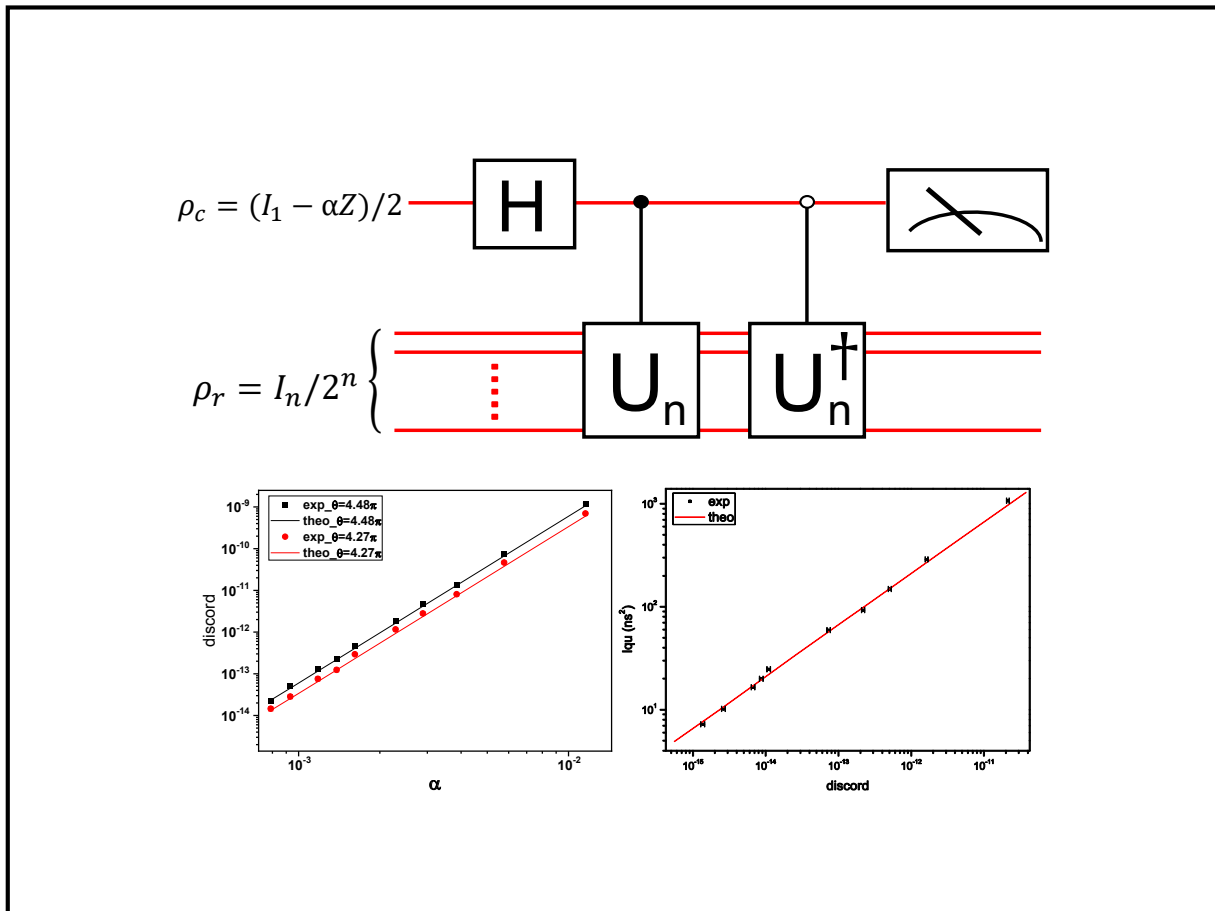 H
ρ_c = (I_1 − αZ)/2
U_n
U_n^†
ρ_r = I_n/2^n
exp_θ=4.48π
theo_θ=4.48π
exp_θ=4.27π
theo_θ=4.27π
10^-9
10^-10
10^-11
10^-12
10^-13
10^-14
discord
10^-3
10^-2
α
exp
theo
10^3
10^2
10^1
Iqu (ns^2)
10^-15
10^-14
10^-13
10^-12
10^-11
discord